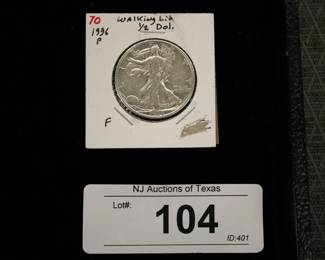 70
WALKING Lib
1936
1/2 Dol.
P
F
NJ Auctions of Texas
Lot#:
104
ID:401